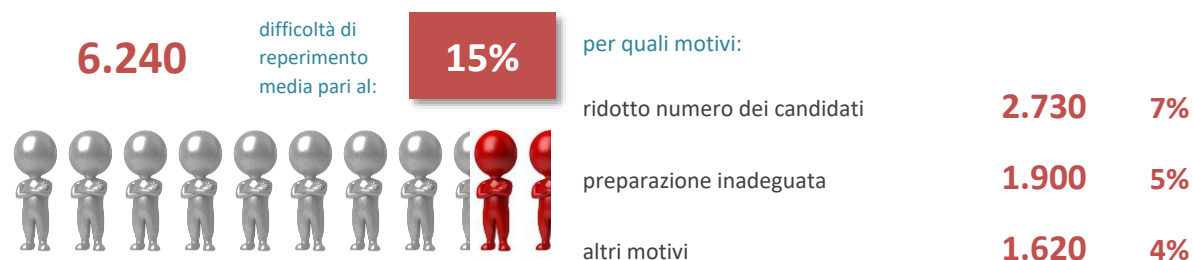 6.240
difficoltà di
reperimento
media pari al:
15%
per quali motivi:
ridotto numero dei candidati 2.730 7%
preparazione inadeguata 1.900 5%
altri motivi 1.620 4%